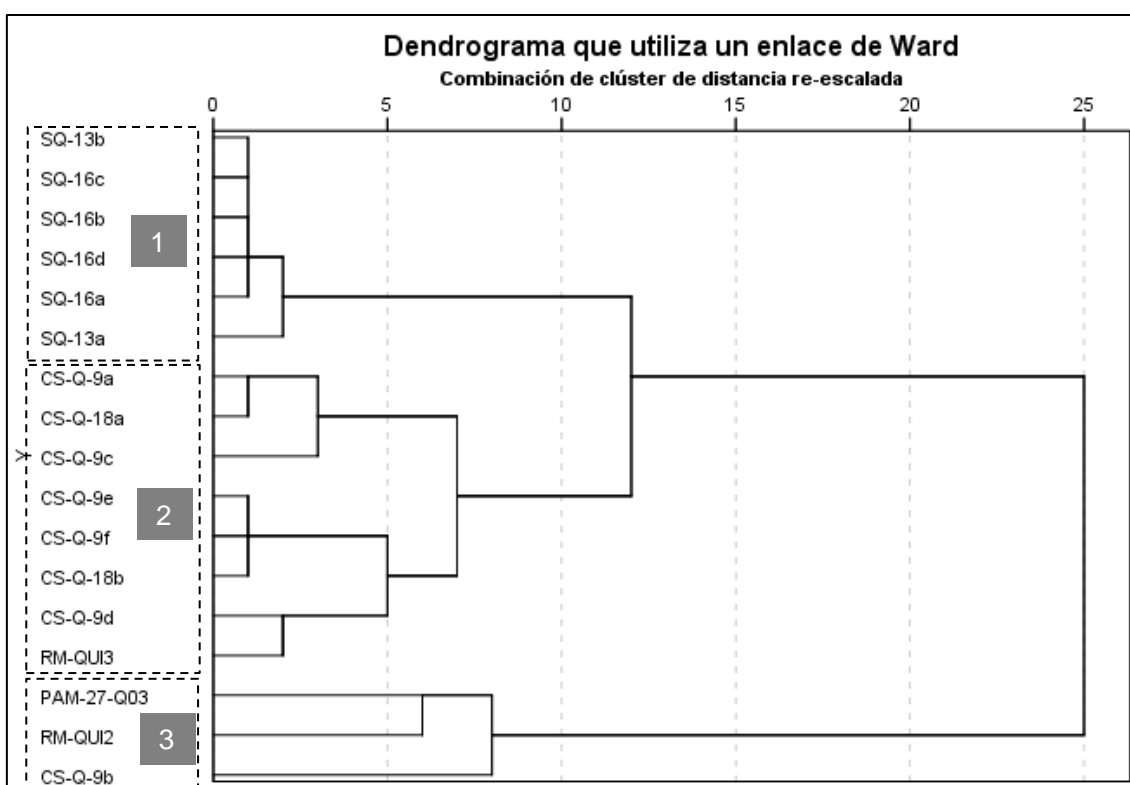 Dendrograma que utiliza un enlace de Ward
Combinación de clúster de distancia re-escalada
0 5 10 15 20 25
SQ-13b
SQ-16c
SQ-16b
1
SQ-16d
SQ-16a
SQ-13a
CS-Q-9a
CS-Q-18a
Y CS-Q-9c
CS-Q-9e
2
CS-Q-9f
CS-Q-18b
CS-Q-9d
RM-QUI3
PAM-27-Q03
RM-QUI2
3
CS-Q-9b